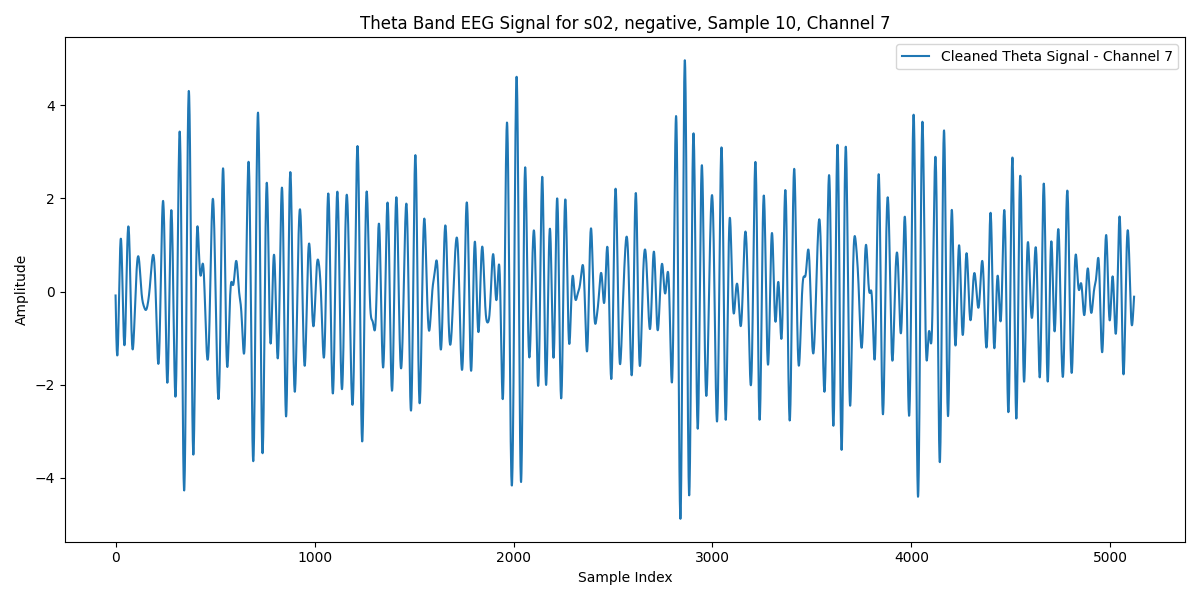 Theta Band EEG Signal for s02, negative, Sample 10, Channel 7
Cleaned Theta Signal - Channel 7
Amplitude
4
2
0
−2
−4
0 1000 2000 3000 4000 5000
Sample Index